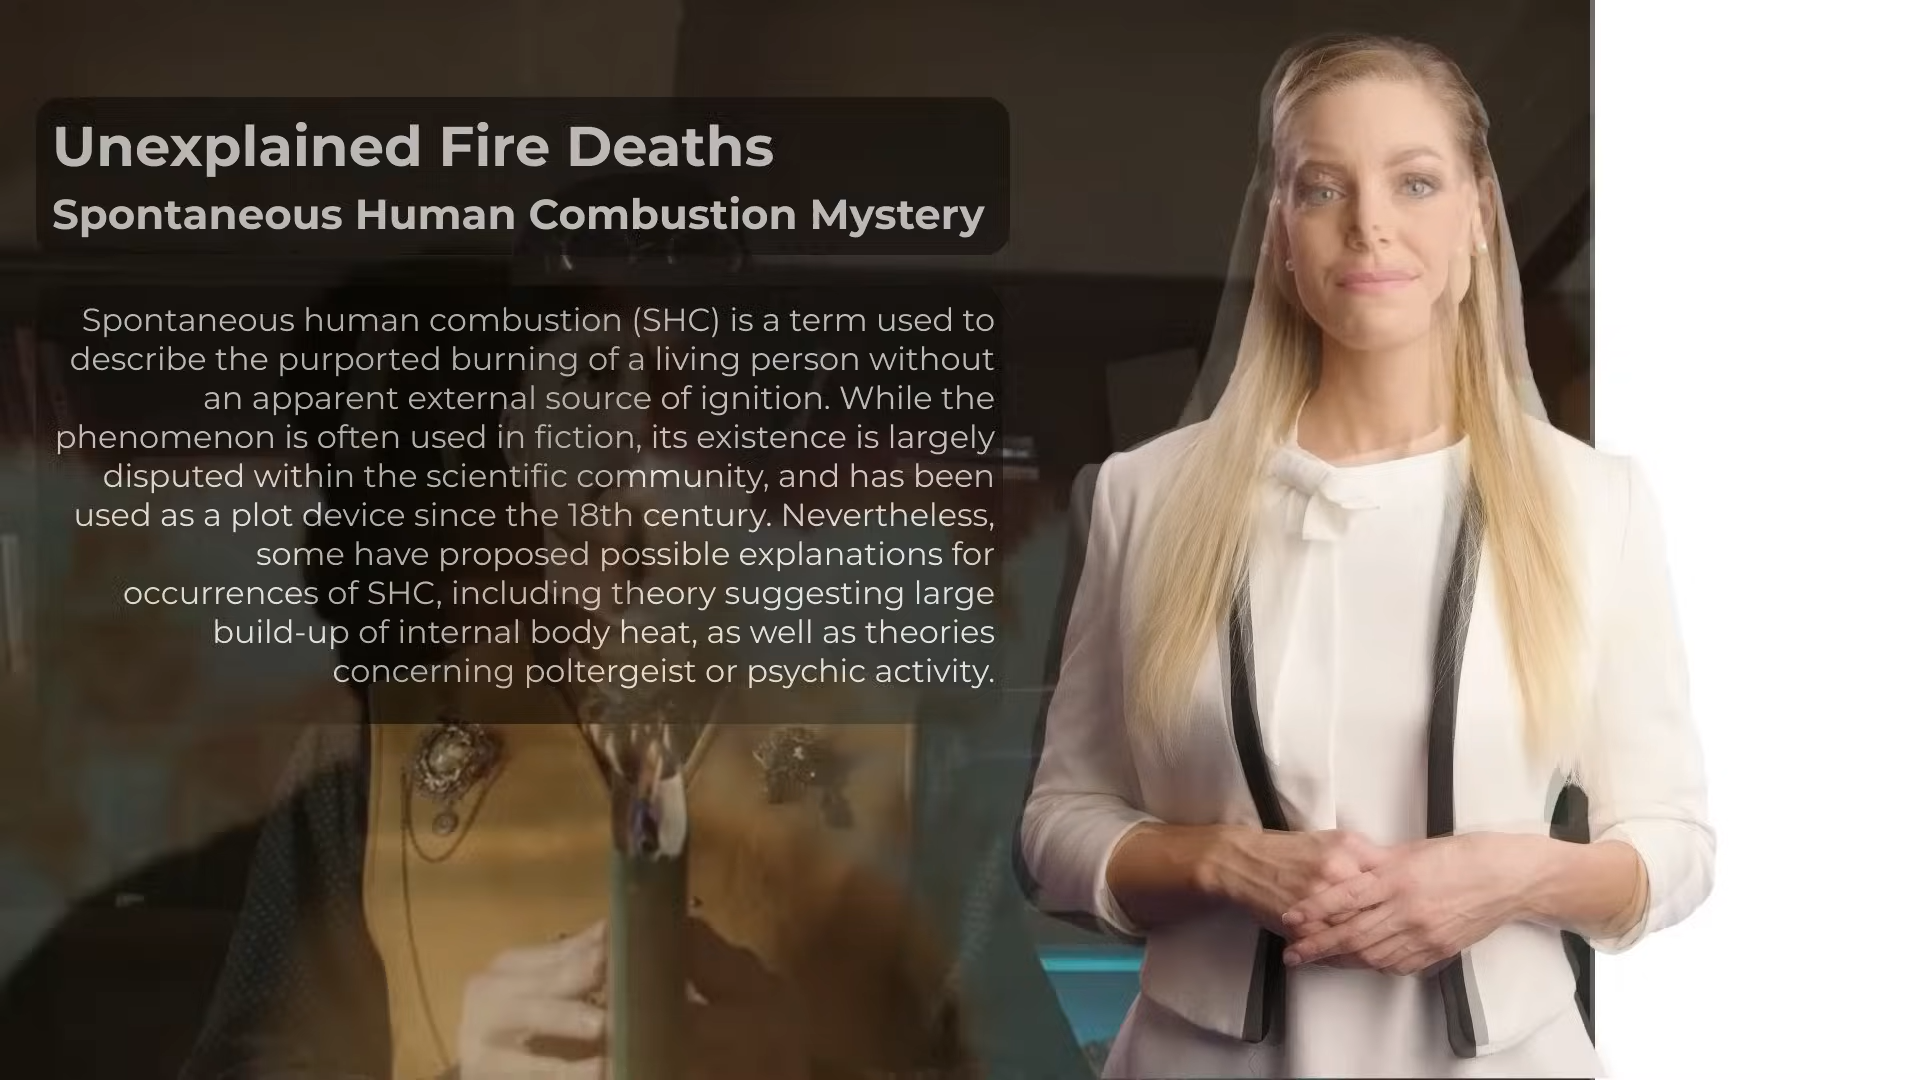 Unexplained Fire Deaths
Spontaneous Human Combustion Mystery
Spontaneous human combustion (SHC) is a term used to
describe the purported burning of a living person without
an apparent external source of ignition. While the
phenomenon is often used in fiction, its existence is largely
disputed within the scientific community, and has been
used as a plot device since the 18th century. Nevertheless,
some have proposed possible explanations for
occurrences of SHC, including theory suggesting large
build-up of internal body heat, as well as theories
concerning poltergeist or psychic activity.